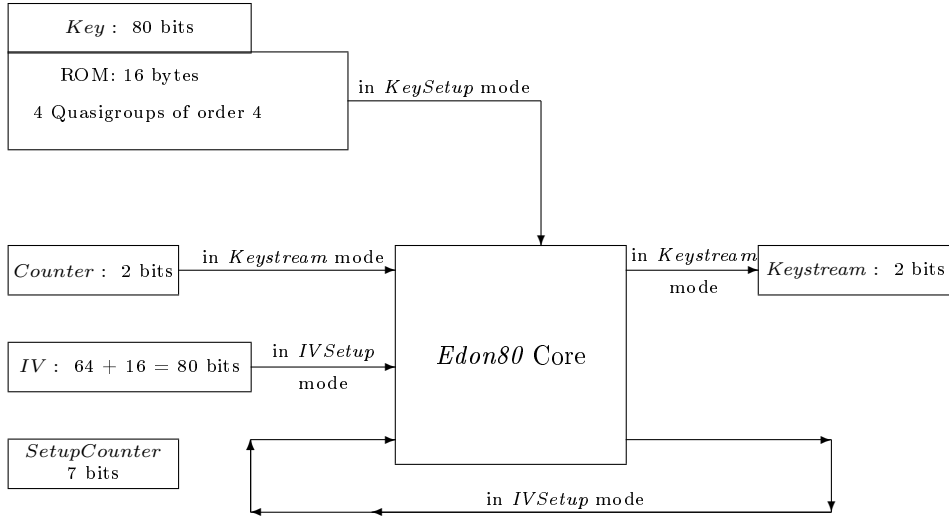 Key : 80 bits
ROM: 16 bytes
4 Quasigroups of order 4
in KeySetup mode
Counter : 2 bits
in Keystream mode
in Keystream
mode
Keystream : 2 bits
IV : 64 + 16 = 80 bits
in IVSetup
mode
Edon80 Core
SetupCounter
7 bits
in IVSetup mode